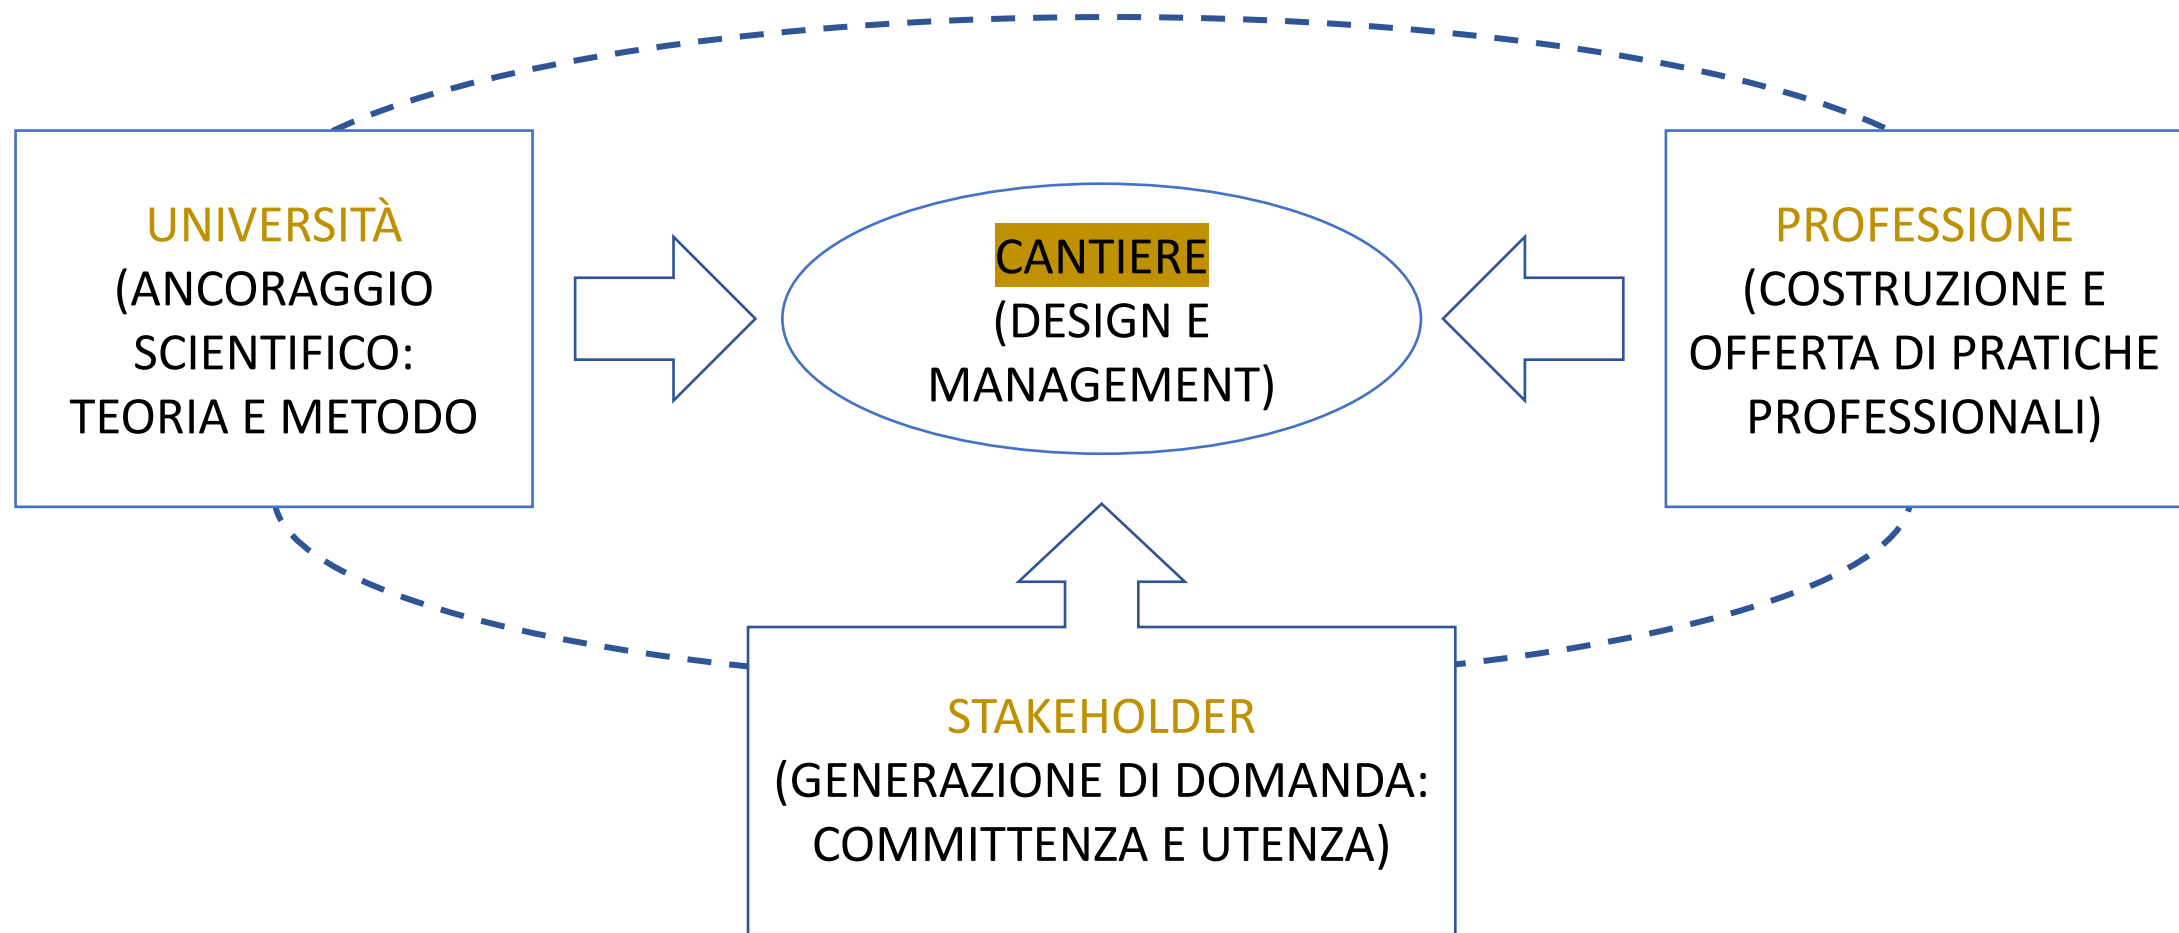 UNIVERSITÀ
(ANCORAGGIO
SCIENTIFICO:
TEORIA E METODO
CANTIERE
(DESIGN E
MANAGEMENT)
PROFESSIONE
(COSTRUZIONE E
OFFERTA DI PRATICHE
PROFESSIONALI)
STAKEHOLDER
(GENERAZIONE DI DOMANDA:
COMMITTENZA E UTENZA)